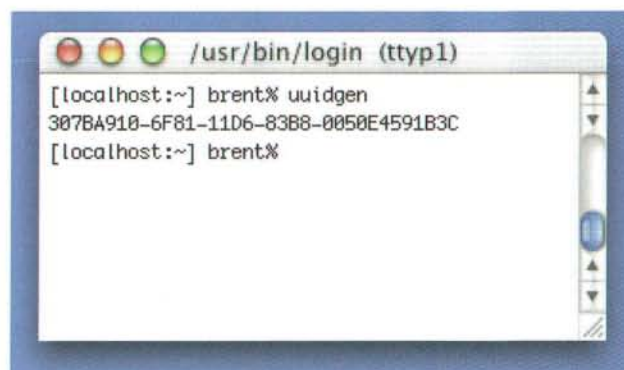 /usr/bin/login (ttyp1)
[localhost:~] brent% uuidgen
307BA910-6F81-11D6-83B8-0050E4591B3C
[localhost:~] brent%